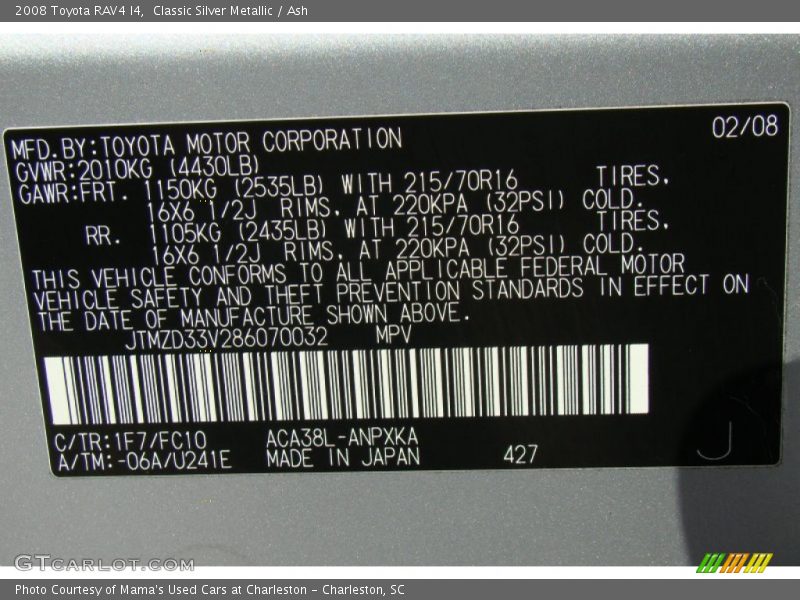 2008 Toyota RAV4 I4,  Classic Silver Metallic / Ash
02/08
MFD.BY:TOYOTA MOTOR CORPORATION
GVWR:2010KG (4430LB)
GAWR:FRT. 1150KG (2535LB) WITH 215/70R16 TIRES.
16X6 1/2J RIMS. AT 220KPA (32PSI) COLD.
RR. 1105KG (2435LB) WITH 215/70R16 TIRES.
16X6 1/2J RIMS. AT 220KPA (32PSI) COLD.
THIS VEHICLE CONFORMS TO ALL APPLICABLE FEDERAL MOTOR
VEHICLE SAFETY AND THEFT PREVENTION STANDARDS IN EFFECT ON
THE DATE OF MANUFACTURE SHOWN ABOVE.
JTMZD33V286070032 MPV
C/TR:1F7/FC10 ACA38L-ANPXKA
A/TM:-06A/U241E MADE IN JAPAN 427
J
GTCARLOT.COM
Photo Courtesy of Mama's Used Cars at Charleston - Charleston, SC